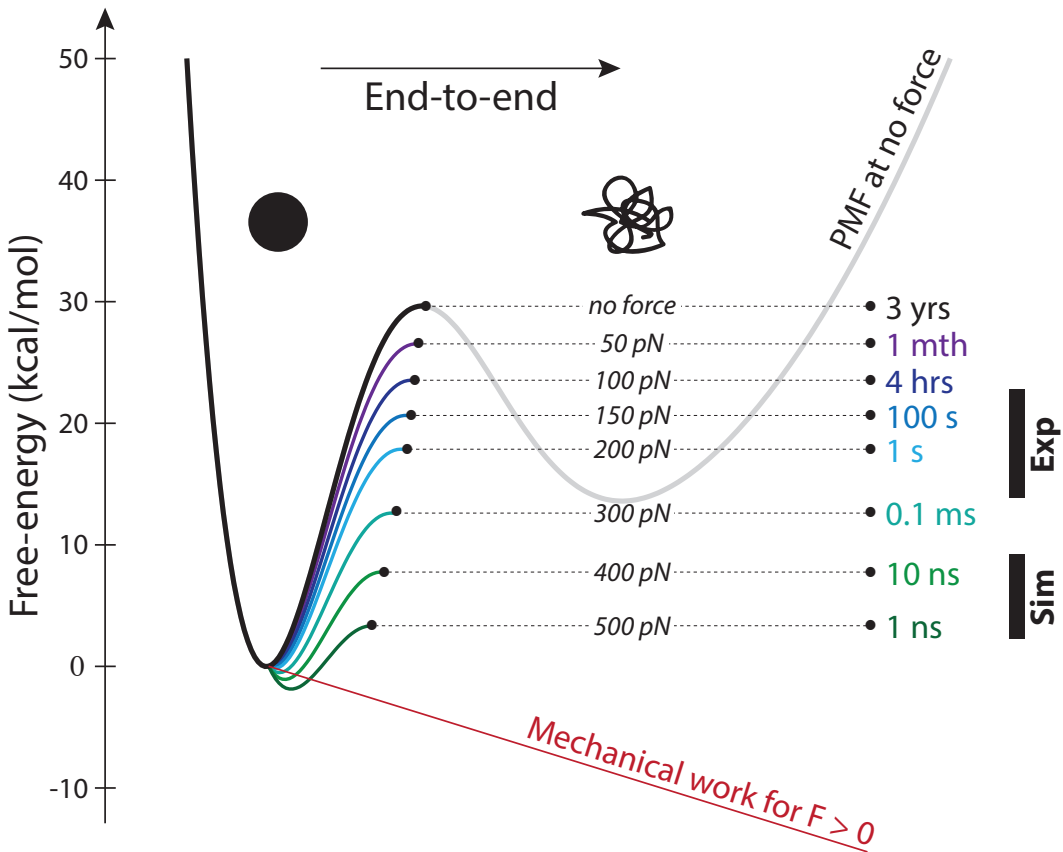 50
End-to-end
PMF at no force
40
Free-energy (kcal/mol)
30
no force
3 yrs
50 pN
1 mth
100 pN
4 hrs
150 pN
100 s
20
200 pN
1 s
Exp
300 pN
0.1 ms
10
400 pN
10 ns
Sim
500 pN
1 ns
0
Mechanical work for F > 0
-10